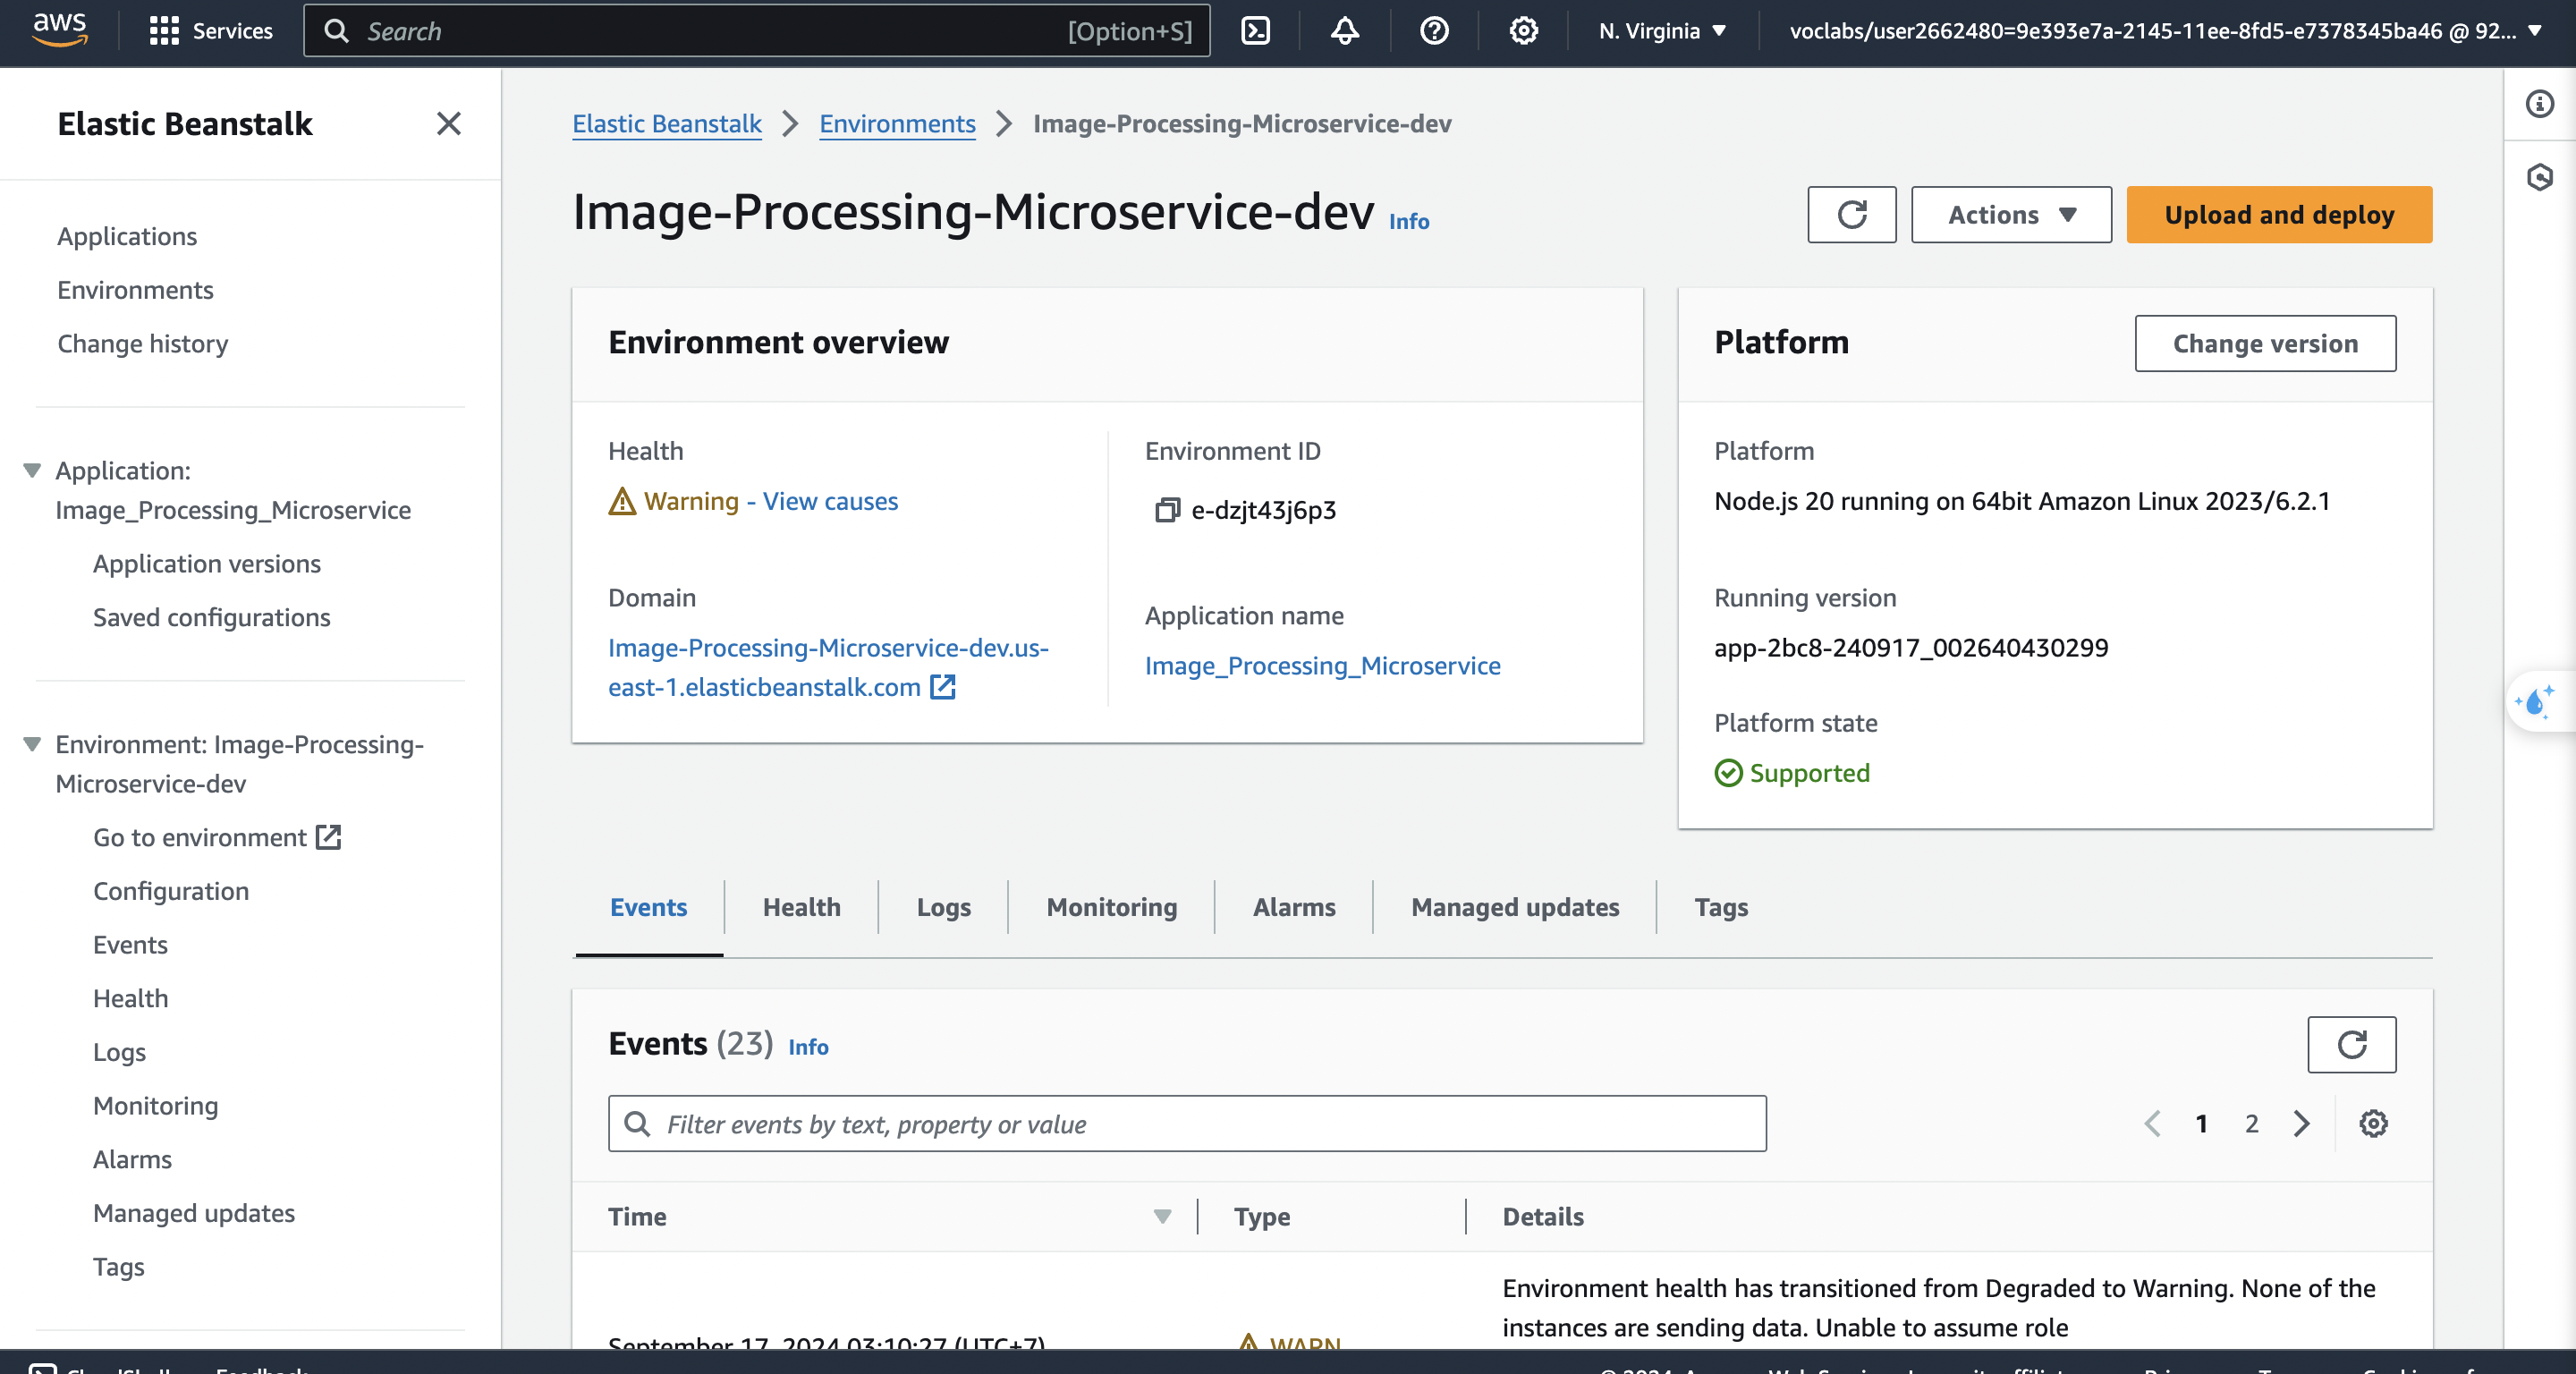 aws
Services
Search
[Option+S]
N. Virginia
voclabs/user2662480=9e393e7a-2145-11ee-8fd5-e7378345ba46 @ 92...
Elastic Beanstalk
Applications
Environments
Change history
Application:
Image_Processing_Microservice
Application versions
Saved configurations
Environment: Image-Processing-
Microservice-dev
Go to environment
Configuration
Events
Health
Logs
Monitoring
Alarms
Managed updates
Tags
Elastic Beanstalk
Environments
Image-Processing-Microservice-dev
Image-Processing-Microservice-dev Info
Actions
Upload and deploy
Environment overview
Health
Warning - View causes
Domain
Image-Processing-Microservice-dev.us-
east-1.elasticbeanstalk.com
Environment ID
e-dzjt43j6p3
Application name
Image_Processing_Microservice
Platform
Change version
Platform
Node.js 20 running on 64bit Amazon Linux 2023/6.2.1
Running version
app-2bc8-240917_002640430299
Platform state
Supported
Events
Health
Logs
Monitoring
Alarms
Managed updates
Tags
Events (23) Info
Filter events by text, property or value
1
2
Time
Type
Details
September 17, 2024 03:10:27 (UTC+7)
WARN
Environment health has transitioned from Degraded to Warning. None of the
instances are sending data. Unable to assume role
CloudShell
Feedback